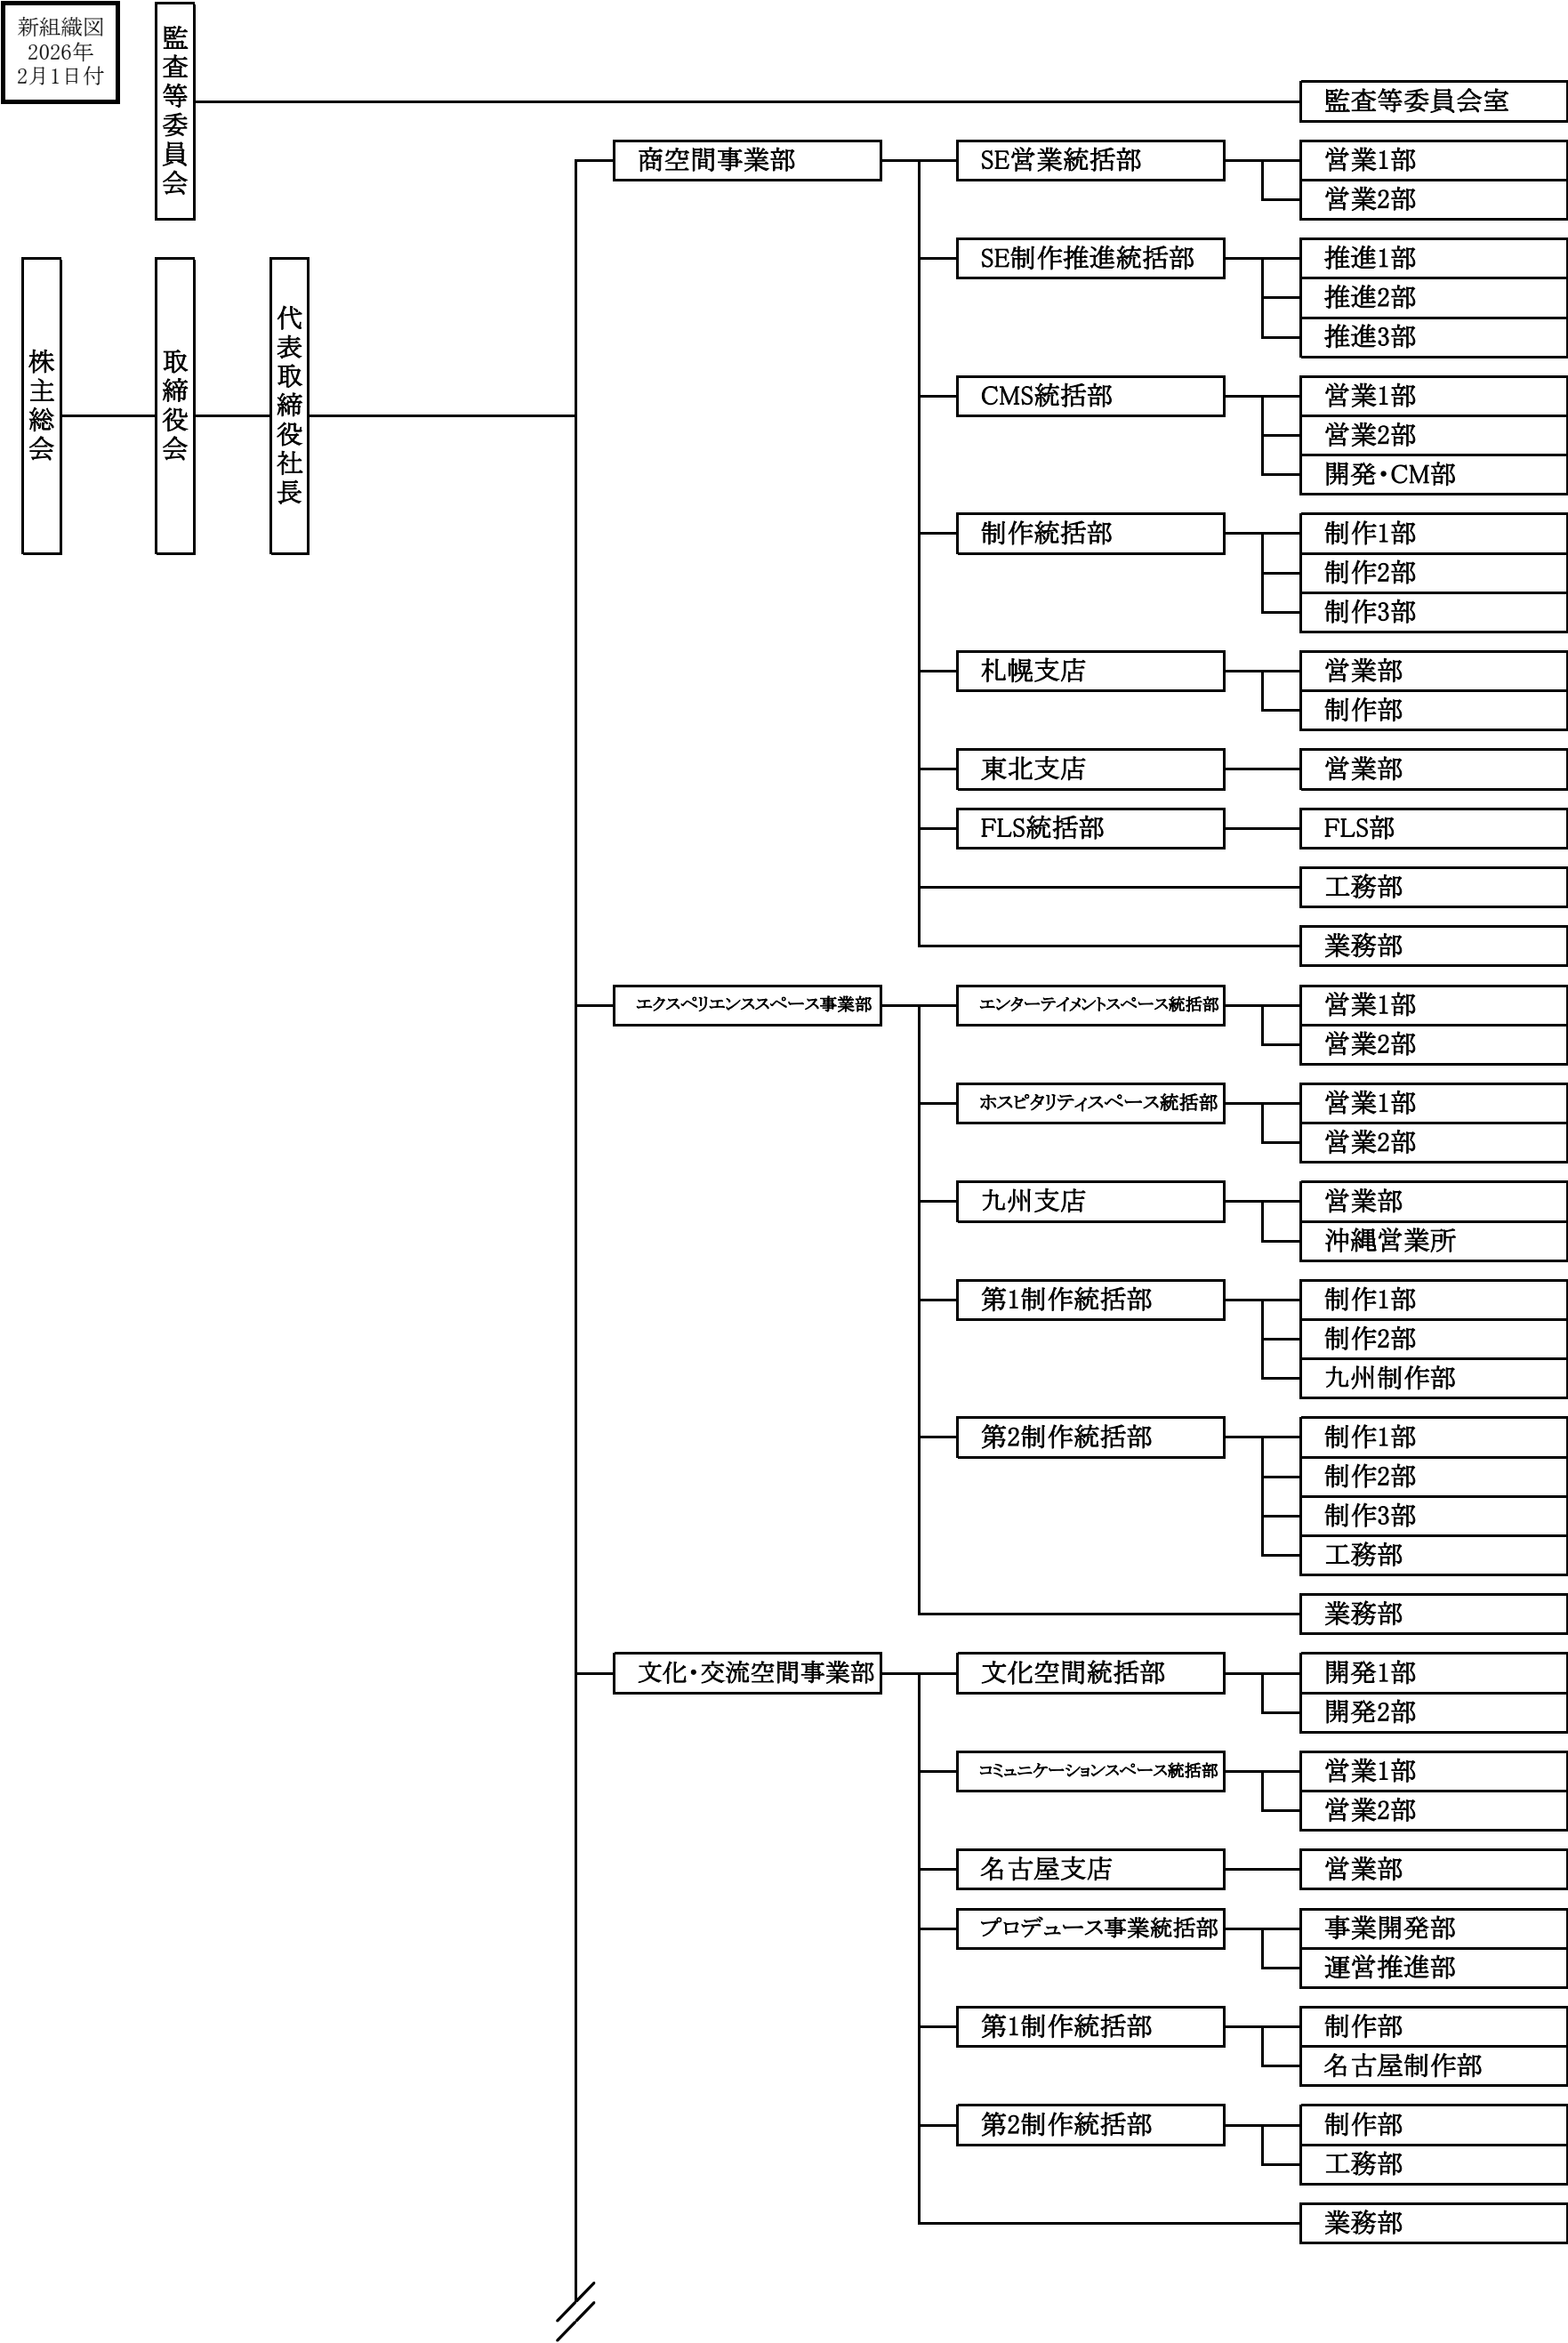 新組織図
2026年
2月1日付
監査等委員会
監査等委員会室
株主総会
取締役会
代表取締役社長
商空間事業部
SE営業統括部
営業1部
営業2部
SE制作推進統括部
推進1部
推進2部
推進3部
CMS統括部
営業1部
営業2部
開発・CM部
制作統括部
制作1部
制作2部
制作3部
札幌支店
営業部
制作部
東北支店
営業部
FLS統括部
FLS部
工務部
業務部
エクスペリエンススペース事業部
エンターテイメントスペース統括部
営業1部
営業2部
ホスピタリティスペース統括部
営業1部
営業2部
九州支店
営業部
沖縄営業所
第1制作統括部
制作1部
制作2部
九州制作部
第2制作統括部
制作1部
制作2部
制作3部
工務部
業務部
文化・交流空間事業部
文化空間統括部
開発1部
開発2部
コミュニケーションスペース統括部
営業1部
営業2部
名古屋支店
営業部
プロデュース事業統括部
事業開発部
運営推進部
第1制作統括部
制作部
名古屋制作部
第2制作統括部
制作部
工務部
業務部